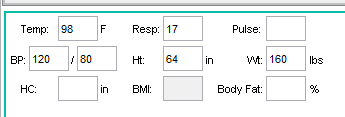 Temp: 98 F Resp: 17 Pulse:
BP: 120 / 80 Ht: 64 in Wt: 160 lbs
HC: in BMI: Body Fat: %